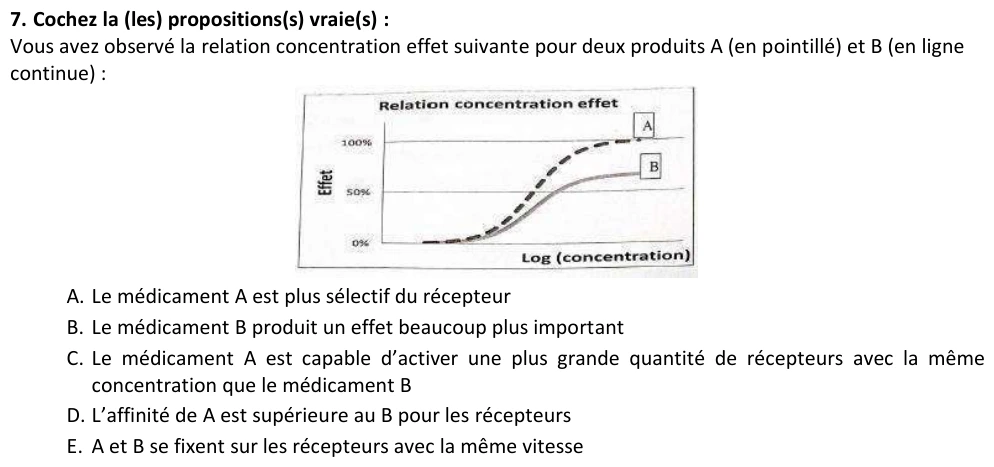 7. Cochez la (les) propositions(s) vraie(s) :
Vous avez observé la relation concentration effet suivante pour deux produits A (en pointillé) et B (en ligne
continue) :
Relation concentration effet
A
100%
B
Effet
50%
0%
Log (concentration)
A. Le médicament A est plus sélectif du récepteur
B. Le médicament B produit un effet beaucoup plus important
C. Le médicament A est capable d’activer une plus grande quantité de récepteurs avec la même
concentration que le médicament B
D. L’affinité de A est supérieure au B pour les récepteurs
E. A et B se fixent sur les récepteurs avec la même vitesse